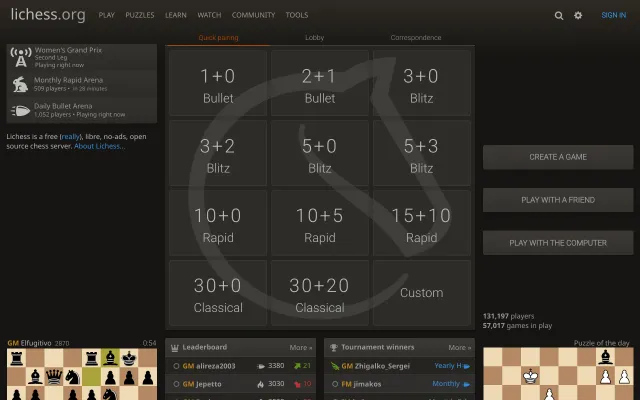 lichess.org
PLAY PUZZLES LEARN WATCH COMMUNITY TOOLS
SIGN IN
Women's Grand Prix
Second Leg
Playing right now
Monthly Rapid Arena
509 players • in 28 minutes
Daily Bullet Arena
1,052 players • Playing right now
Lichess is a free (really), libre, no-ads, open
source chess server. About Lichess...
Quick pairing Lobby Correspondence
1+0
Bullet
2+1
Bullet
3+0
Blitz
3+2
Blitz
5+0
Blitz
5+3
Blitz
10+0
Rapid
10+5
Rapid
15+10
Rapid
30+0
Classical
30+20
Classical
Custom
CREATE A GAME
PLAY WITH A FRIEND
PLAY WITH THE COMPUTER
131,197 players
57,017 games in play
GM Elfugitivo 2870 0:54
Leaderboard More »
GM alireza2003 3380 21
GM Jepetto 3030 10
Tournament winners More »
GM Zhigalko_Sergei Yearly H
FM jimakos Monthly
Puzzle of the day